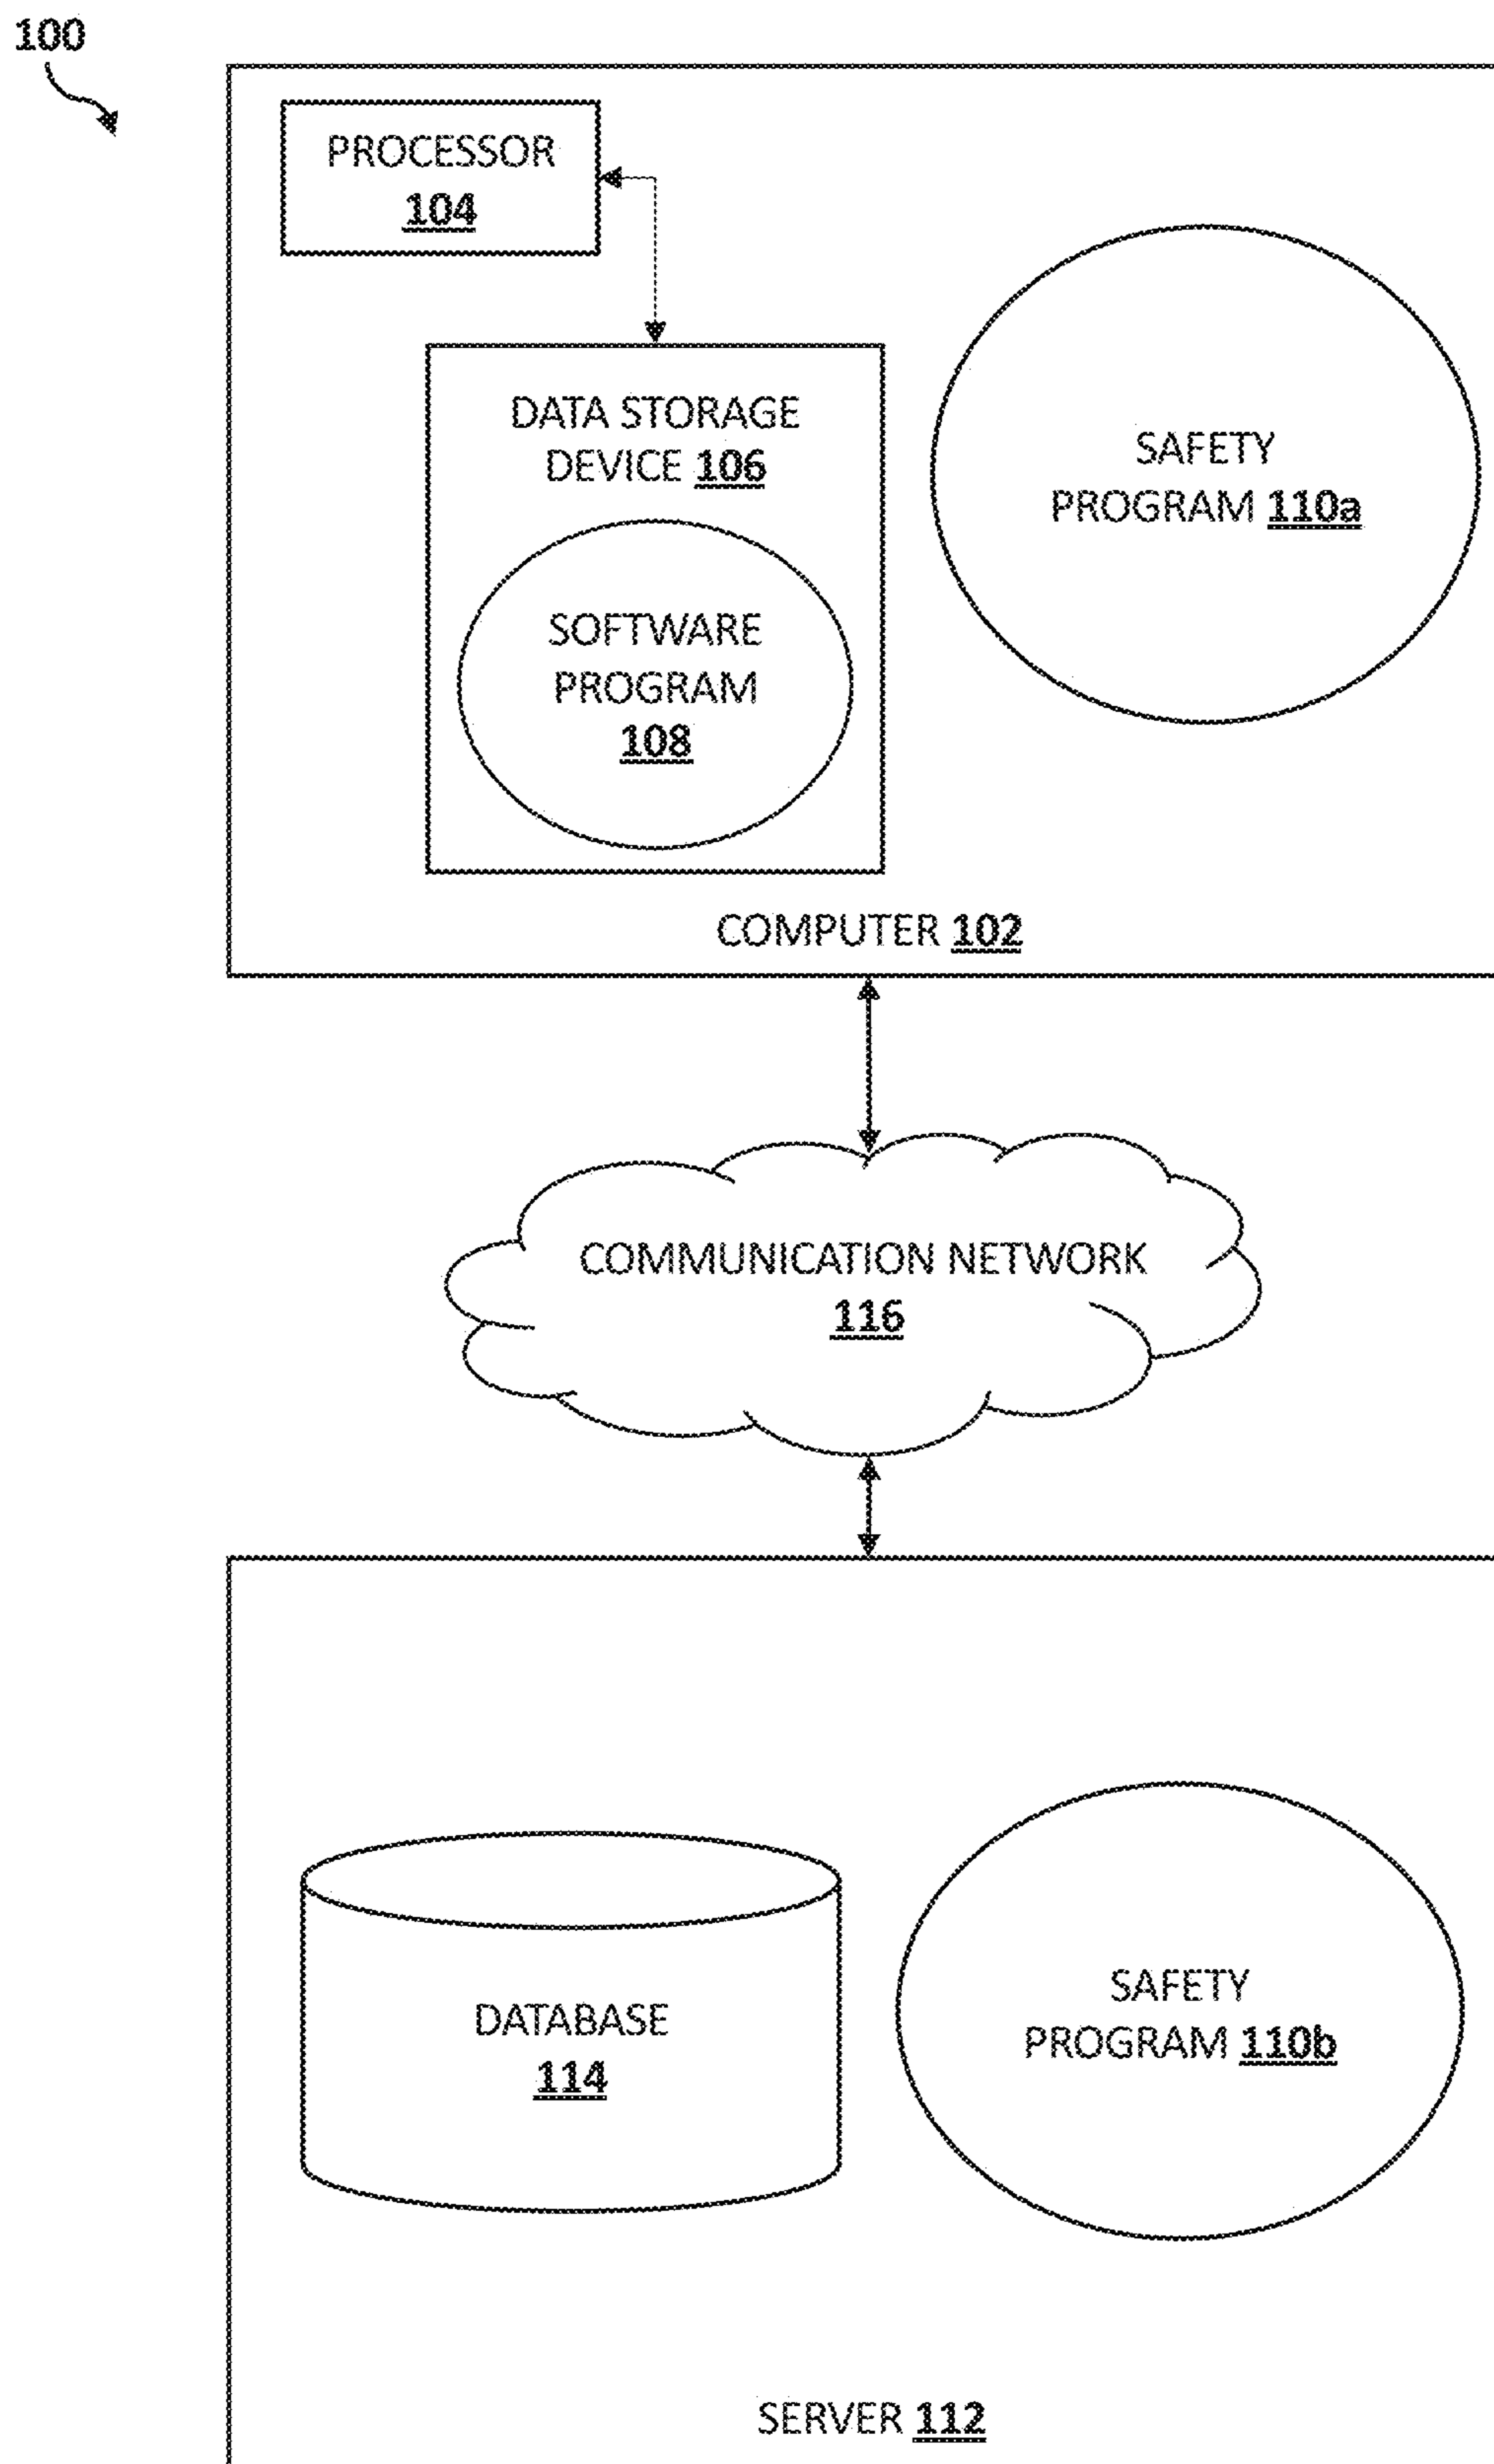 100
PROCESSOR
104
DATA STORAGE
DEVICE 106
SOFTWARE
PROGRAM
108
SAFETY
PROGRAM 110a
COMPUTER 102
COMMUNICATION NETWORK
116
DATABASE
114
SAFETY
PROGRAM 110b
SERVER 112